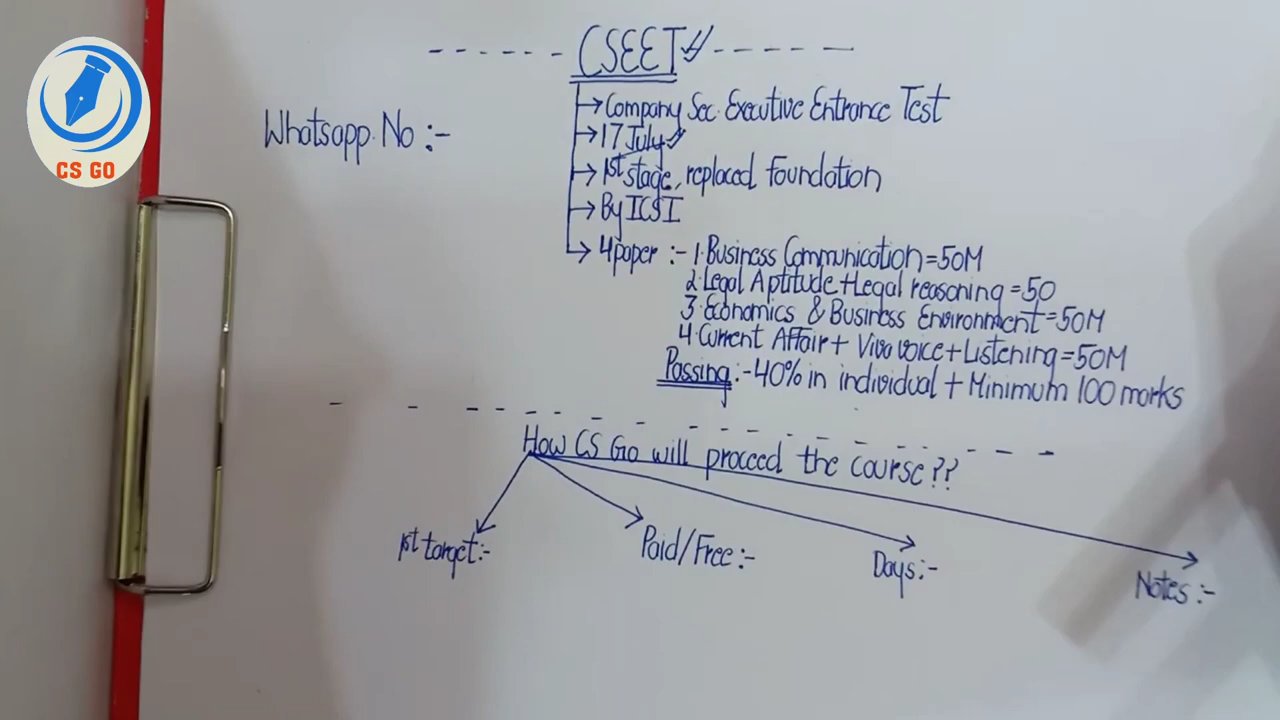 CS GO
CSEET
Whatsapp No :-
Company Sec. Executive Entrance Test
17 July
1st stage, replaced foundation
By ICSI
4 paper :- 1. Business Communication = 50M
2. Legal Aptitude + Legal reasoning = 50
3. Economics & Business Environment = 50M
4. Current Affair + Viva voice + Listening = 50M
Passing :- 40% in individual + Minimum 100 marks
How CS Go will proceed the course??
1st target :-
Paid/Free :-
Days :-
Notes :-